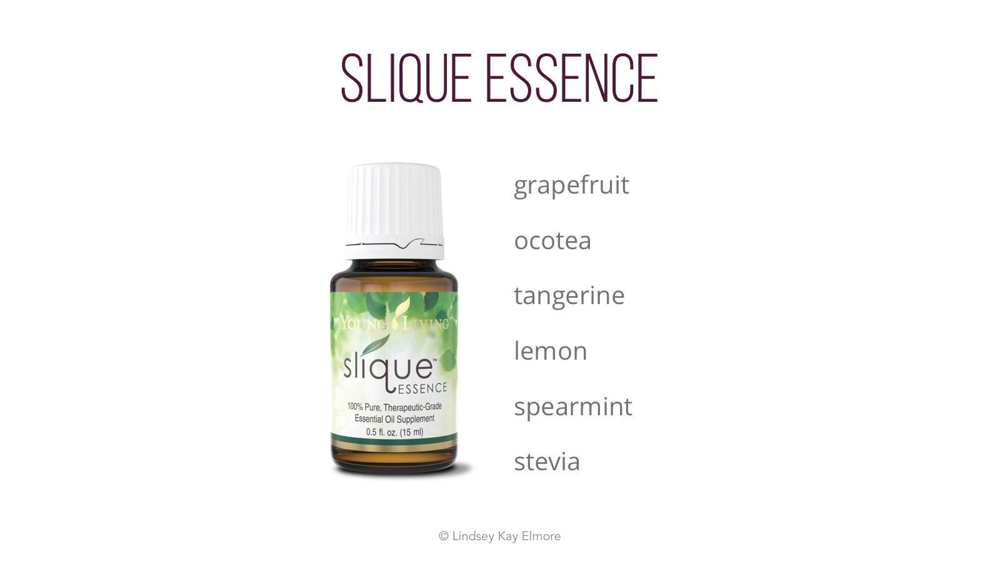 SLIQUE ESSENCE
grapefruit
ocotea
tangerine
lemon
spearmint
stevia
YOUNG LIVING
slique™
ESSENCE
100% Pure, Therapeutic-Grade
Essential Oil Supplement
0.5 fl. oz. (15 ml)
© Lindsey Kay Elmore